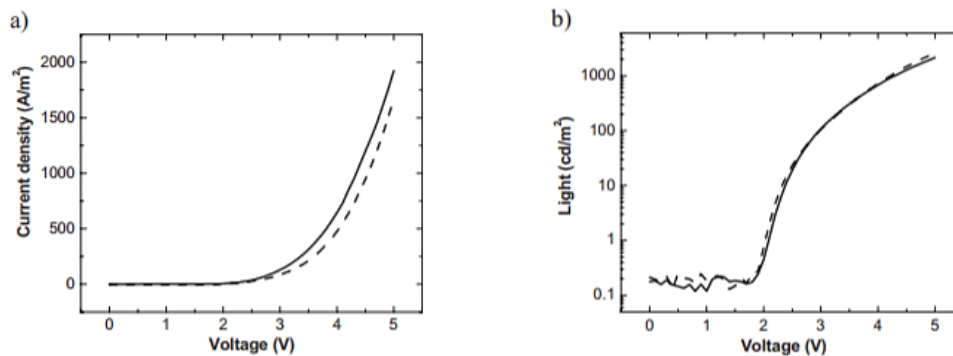 a)
Current density (A/m²)
2000
1500
1000
500
0
0 1 2 3 4 5
Voltage (V)
b)
Light (cd/m²)
1000
100
10
1
0.1
0 1 2 3 4 5
Voltage (V)